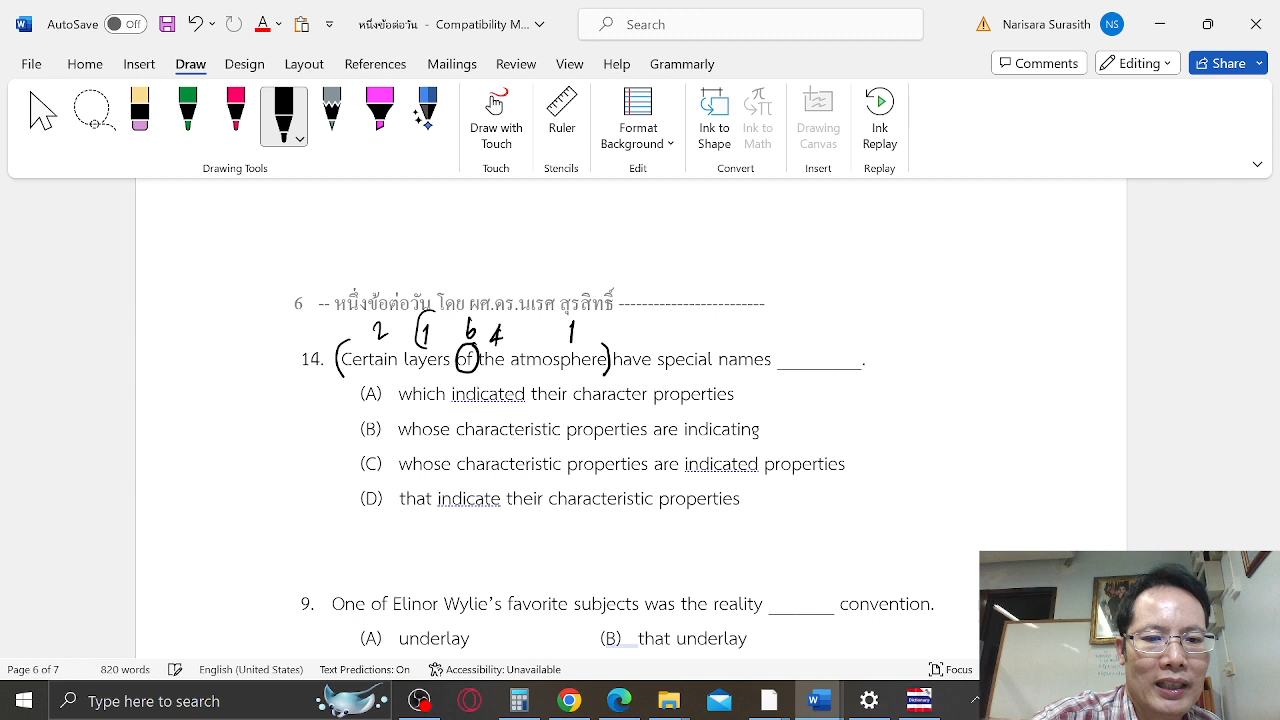 AutoSave Off หนึ่งข้อต่อวัน - Compatibility M... Search Narisara Surasith NS
File Home Insert Draw Design Layout References Mailings Review View Help Grammarly Comments Editing Share
Draw with Touch Ruler Format Background Ink to Shape Ink to Math Drawing Canvas Ink Replay
Drawing Tools Touch Stencils Edit Convert Insert Replay
6 -- หนึ่งข้อต่อวัน โดย ผศ.ดร.นเรศ สุรสิทธิ์ -------------------------
2 (1 6 4 1
14. (Certain layers of the atmosphere) have special names ________.
(A) which indicated their character properties
(B) whose characteristic properties are indicating
(C) whose characteristic properties are indicated properties
(D) that indicate their characteristic properties
9. One of Elinor Wylie's favorite subjects was the reality ______ convention.
(A) underlay (B) that underlay
Page 6 of 7 820 words English (United States) Text Predictions: ? Accessibility: Unavailable Focus
Type here to search Dictionary